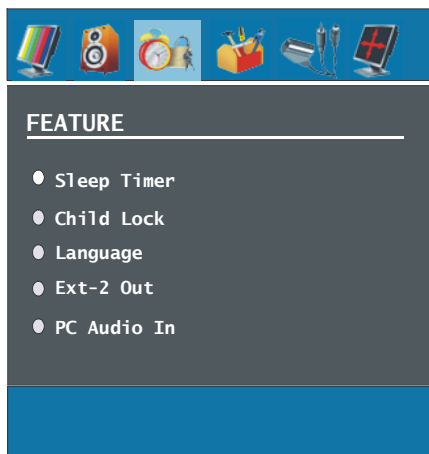 FEATURE
Sleep Timer
Child Lock
Language
Ext-2 Out
PC Audio In